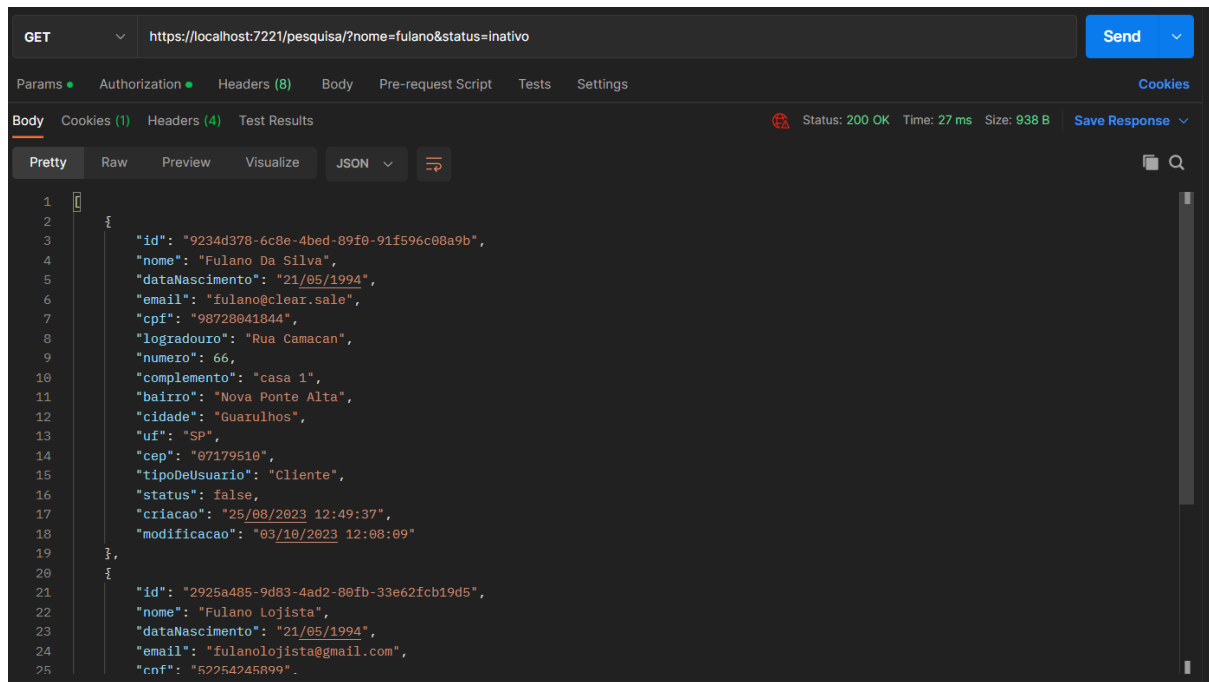 GET https://localhost:7221/pesquisa/?nome=fulano&status=inativo Send
Params Authorization Headers (8) Body Pre-request Script Tests Settings Cookies
Body Cookies (1) Headers (4) Test Results Status: 200 OK Time: 27 ms Size: 938 B Save Response
Pretty Raw Preview Visualize JSON
1 [
2 {
3 "id": "9234d378-6c8e-4bed-89f0-91f596c08a9b",
4 "nome": "Fulano Da Silva",
5 "dataNascimento": "21/05/1994",
6 "email": "fulano@clear.sale",
7 "cpf": "98728041844",
8 "logradouro": "Rua Camacan",
9 "numero": 66,
10 "complemento": "casa 1",
11 "bairro": "Nova Ponte Alta",
12 "cidade": "Guarulhos",
13 "uf": "SP",
14 "cep": "07179510",
15 "tipoDeUsuario": "Cliente",
16 "status": false,
17 "criacao": "25/08/2023 12:49:37",
18 "modificacao": "03/10/2023 12:08:09"
19 },
20 {
21 "id": "2925a485-9d83-4ad2-80fb-33e62fcb19d5",
22 "nome": "Fulano Lojista",
23 "dataNascimento": "21/05/1994",
24 "email": "fulanolojista@gmail.com",
25 "cpf": "52254245899",